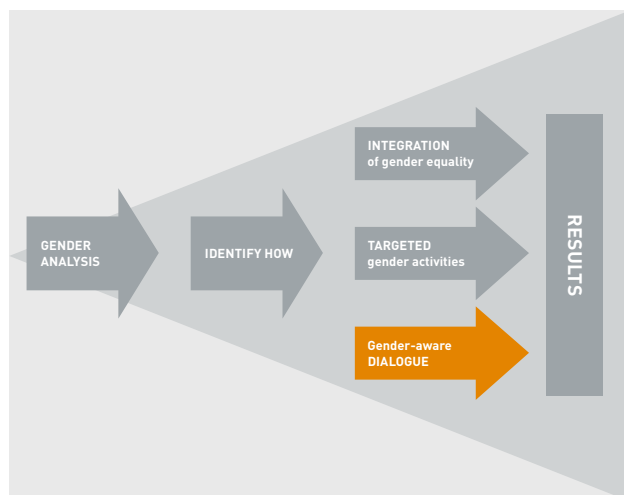 GENDER
ANALYSIS
IDENTIFY HOW
INTEGRATION
of gender equality
TARGETED
gender activities
Gender-aware
DIALOGUE
RESULTS